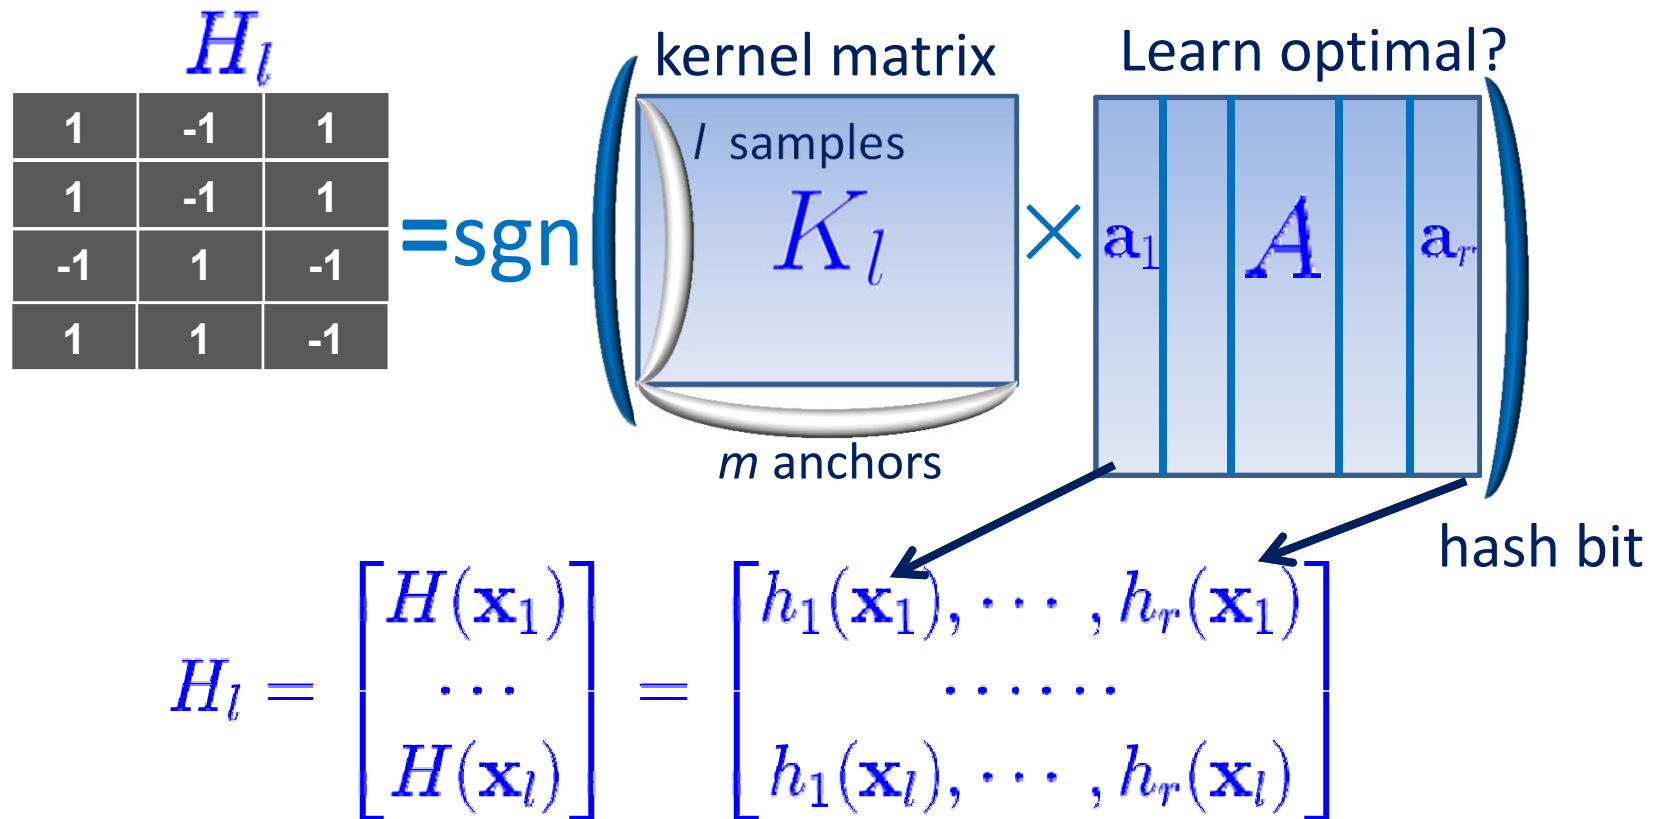 H_l
kernel matrix
Learn optimal?
1 -1 1
1 -1 1
-1 1 -1
1 1 -1
=sgn
l samples
K_l
×
a_1 A a_r
m anchors
hash bit
H_l = [H(x_1) ··· H(x_l)] = [h_1(x_1), ··· , h_r(x_1) ······ h_1(x_l), ··· , h_r(x_l)]